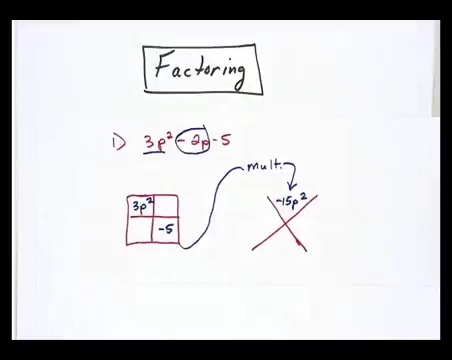 Factoring
1) 3p² - 2p - 5
mult.
3p²
-15p²
-5